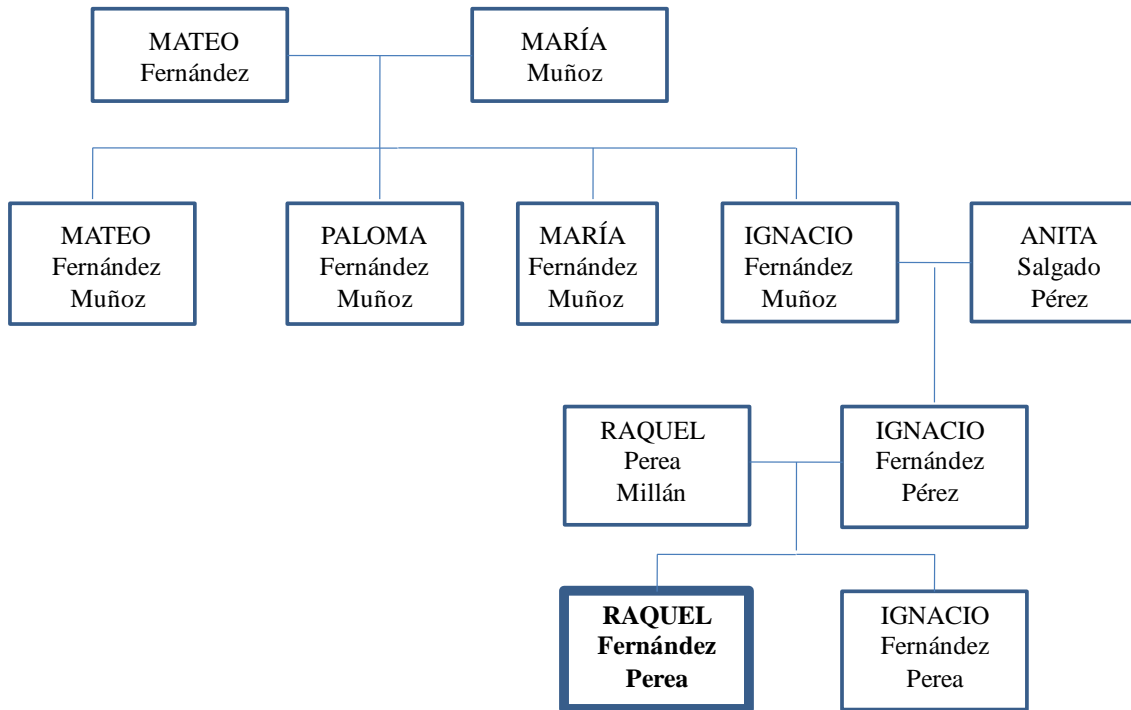 MATEO
Fernández
MARÍA
Muñoz
MATEO
Fernández
Muñoz
PALOMA
Fernández
Muñoz
MARÍA
Fernández
Muñoz
IGNACIO
Fernández
Muñoz
ANITA
Salgado
Pérez
RAQUEL
Perea
Millán
IGNACIO
Fernández
Pérez
RAQUEL
Fernández
Perea
IGNACIO
Fernández
Perea